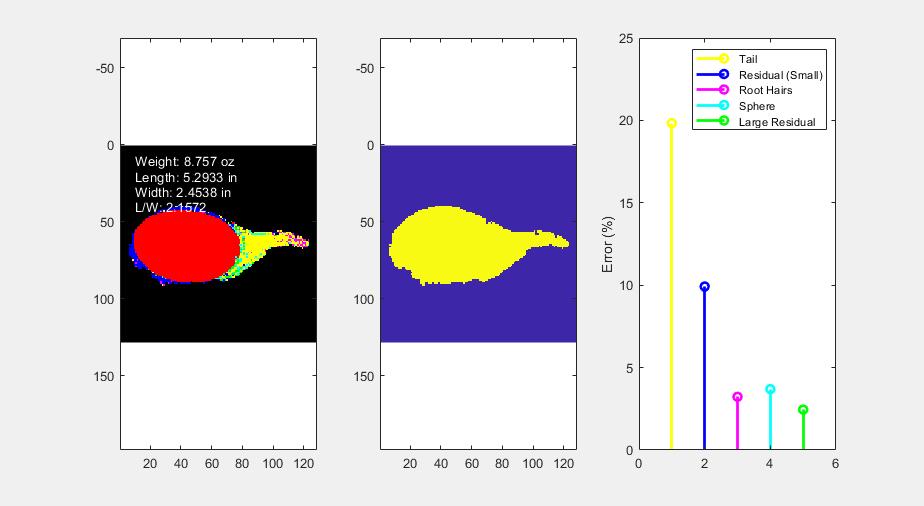 Weight: 8.757 oz
Length: 5.2933 in
Width: 2.4538 in
L/W: 2.1572
-50
0
50
100
150
20 40 60 80 100 120
-50
0
50
100
150
20 40 60 80 100 120
Error (%)
25
20
15
10
5
0
0 2 4 6
Tail
Residual (Small)
Root Hairs
Sphere
Large Residual